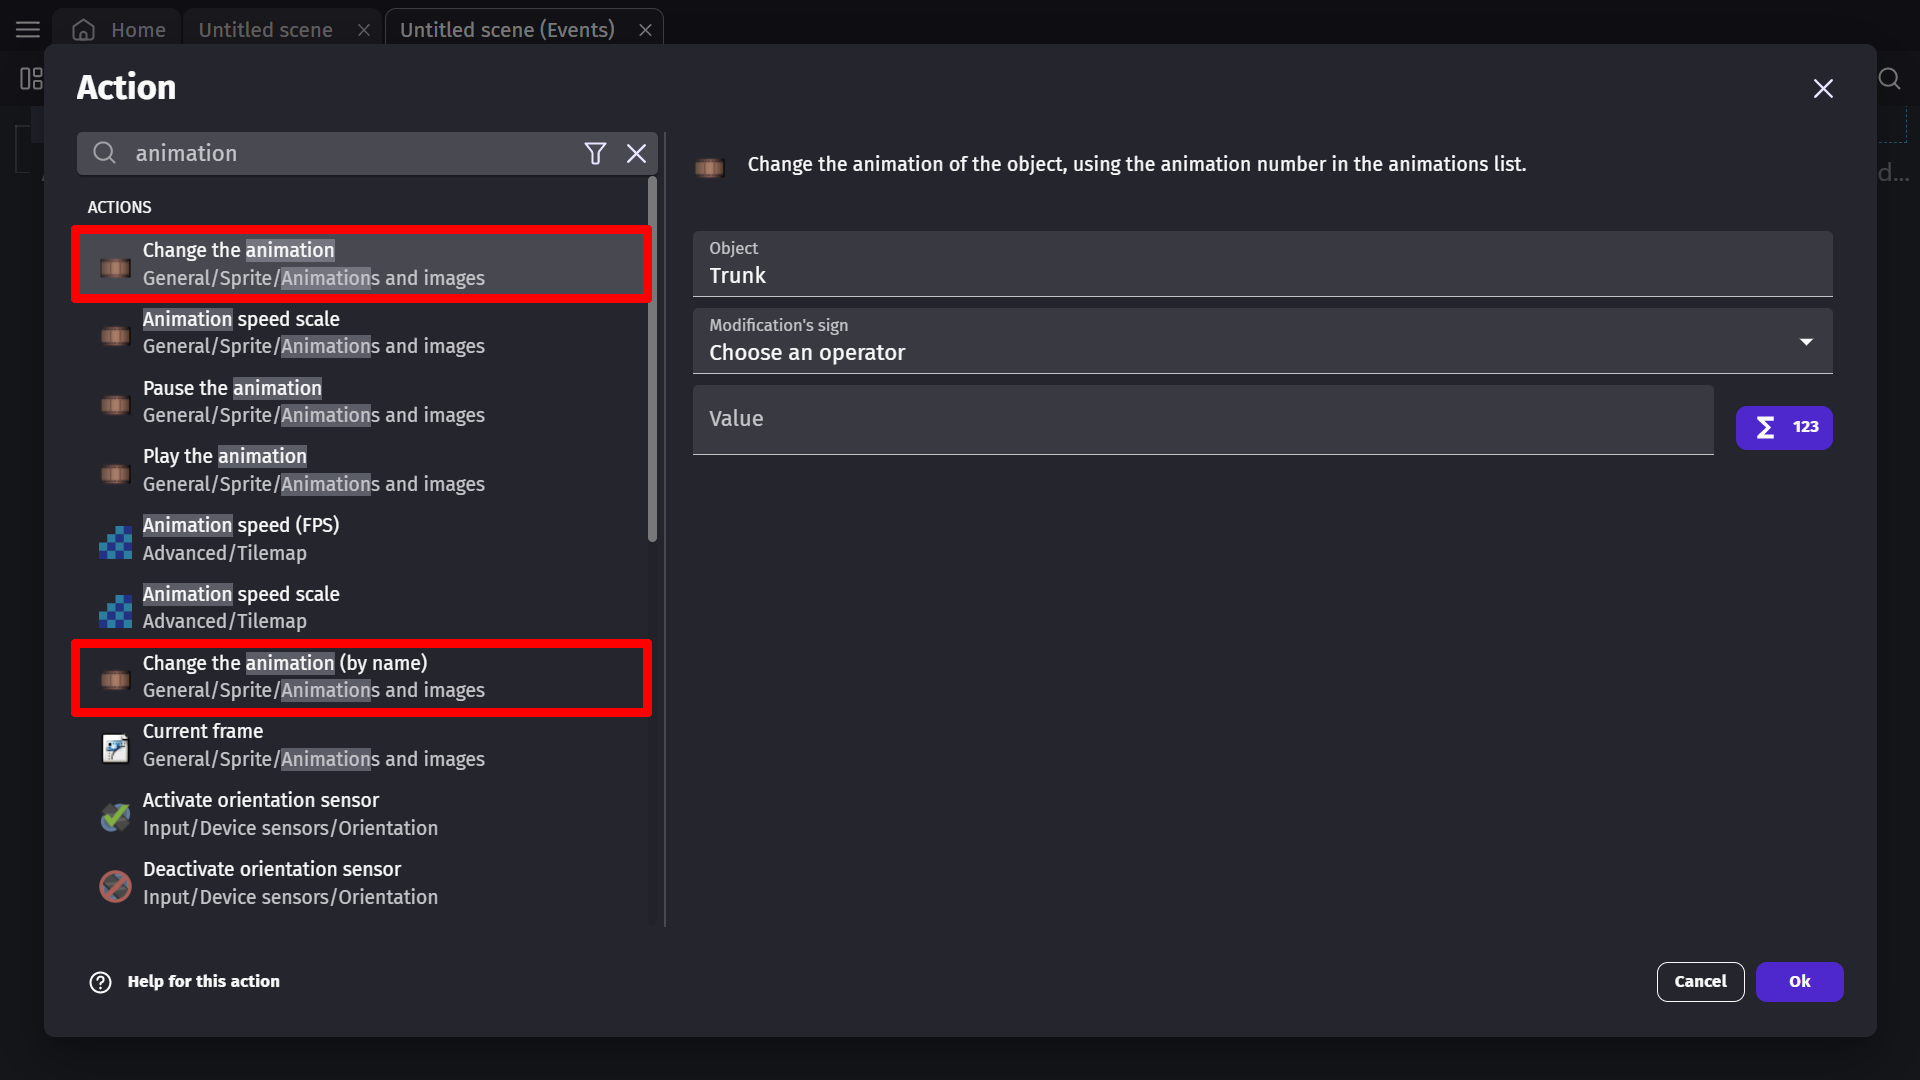 Home
Untitled scene
Untitled scene (Events)
Action
animation
ACTIONS
Change the animation
General/Sprite/Animations and images
Animation speed scale
General/Sprite/Animations and images
Pause the animation
General/Sprite/Animations and images
Play the animation
General/Sprite/Animations and images
Animation speed (FPS)
Advanced/Tilemap
Animation speed scale
Advanced/Tilemap
Change the animation (by name)
General/Sprite/Animations and images
Current frame
General/Sprite/Animations and images
Activate orientation sensor
Input/Device sensors/Orientation
Deactivate orientation sensor
Input/Device sensors/Orientation
Change the animation of the object, using the animation number in the animations list.
Object
Trunk
Modification's sign
Choose an operator
Value
Σ 123
d...
Help for this action
Cancel
Ok